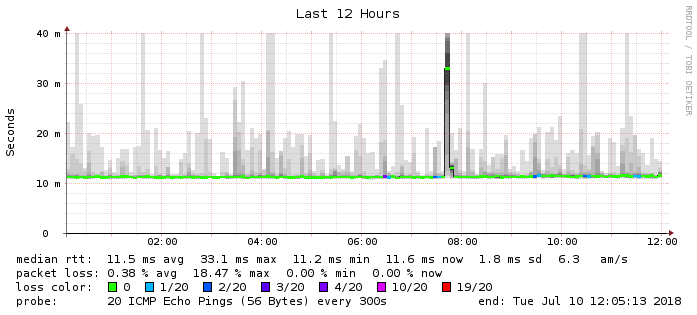 Last 12 Hours
RRDTOOL / TOBI OETIKER
Seconds
40 m
30 m
20 m
10 m
0
02:00 04:00 06:00 08:00 10:00 12:00
median rtt: 11.5 ms avg 33.1 ms max 11.2 ms min 11.6 ms now 1.8 ms sd 6.3 am/s
packet loss: 0.38 % avg 18.47 % max 0.00 % min 0.00 % now
loss color: 0 1/20 2/20 3/20 4/20 10/20 19/20
probe: 20 ICMP Echo Pings (56 Bytes) every 300s end: Tue Jul 10 12:05:13 2018